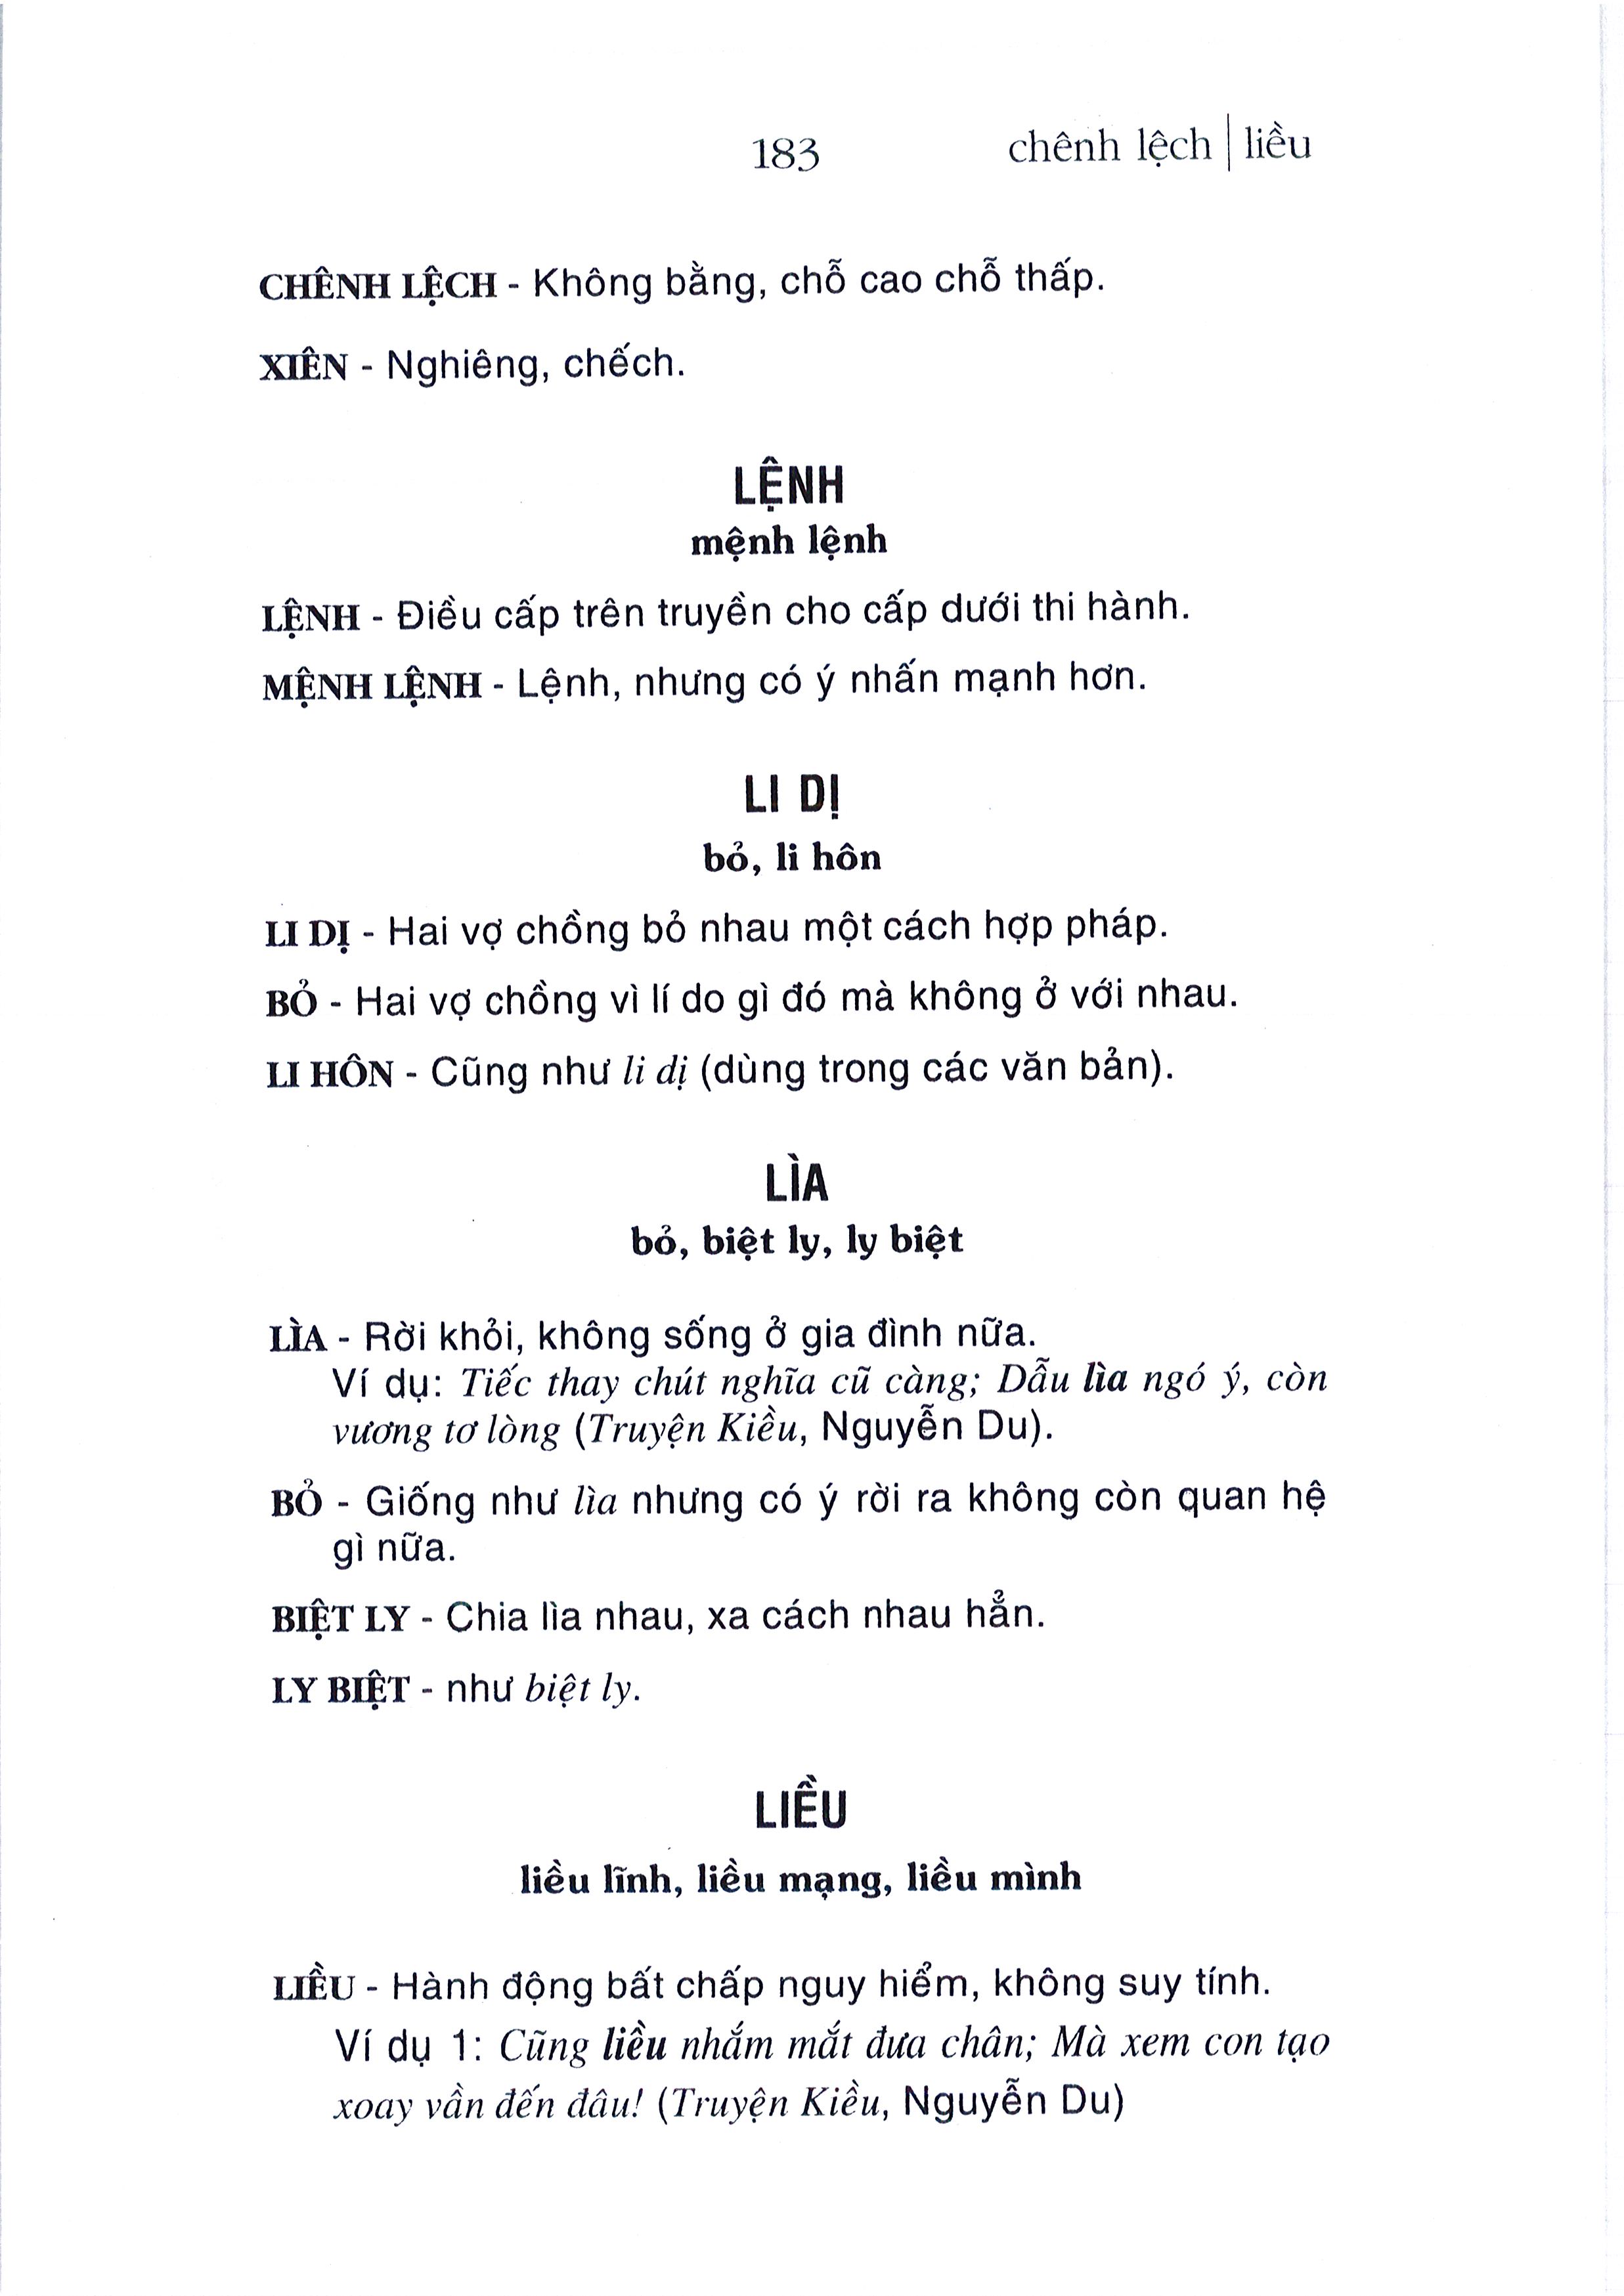 183
chênh lệch | liều
CHÊNH LỆCH - Không bằng, chỗ cao chỗ thấp.
XIÊN - Nghiêng, chếch.
LỆNH
mệnh lệnh
LỆNH - Điều cấp trên truyền cho cấp dưới thi hành.
MỆNH LỆNH - Lệnh, nhưng có ý nhấn mạnh hơn.
LI DỊ
bỏ, li hôn
LI DỊ - Hai vợ chồng bỏ nhau một cách hợp pháp.
BỎ - Hai vợ chồng vì lí do gì đó mà không ở với nhau.
LI HÔN - Cũng như li dị (dùng trong các văn bản).
LÌA
bỏ, biệt ly, ly biệt
LÌA - Rời khỏi, không sống ở gia đình nữa.
Ví dụ: Tiếc thay chút nghĩa cũ càng; Dẫu lìa ngó ý, còn
vương tơ lòng (Truyện Kiều, Nguyễn Du).
BỎ - Giống như lìa nhưng có ý rời ra không còn quan hệ
gì nữa.
BIỆT LY - Chia lìa nhau, xa cách nhau hẳn.
LY BIỆT - như biệt ly.
LIỀU
liều lĩnh, liều mạng, liều mình
LIỀU - Hành động bất chấp nguy hiểm, không suy tính.
Ví dụ 1: Cũng liều nhắm mắt đưa chân; Mà xem con tạo
xoay vần đến đâu! (Truyện Kiều, Nguyễn Du)